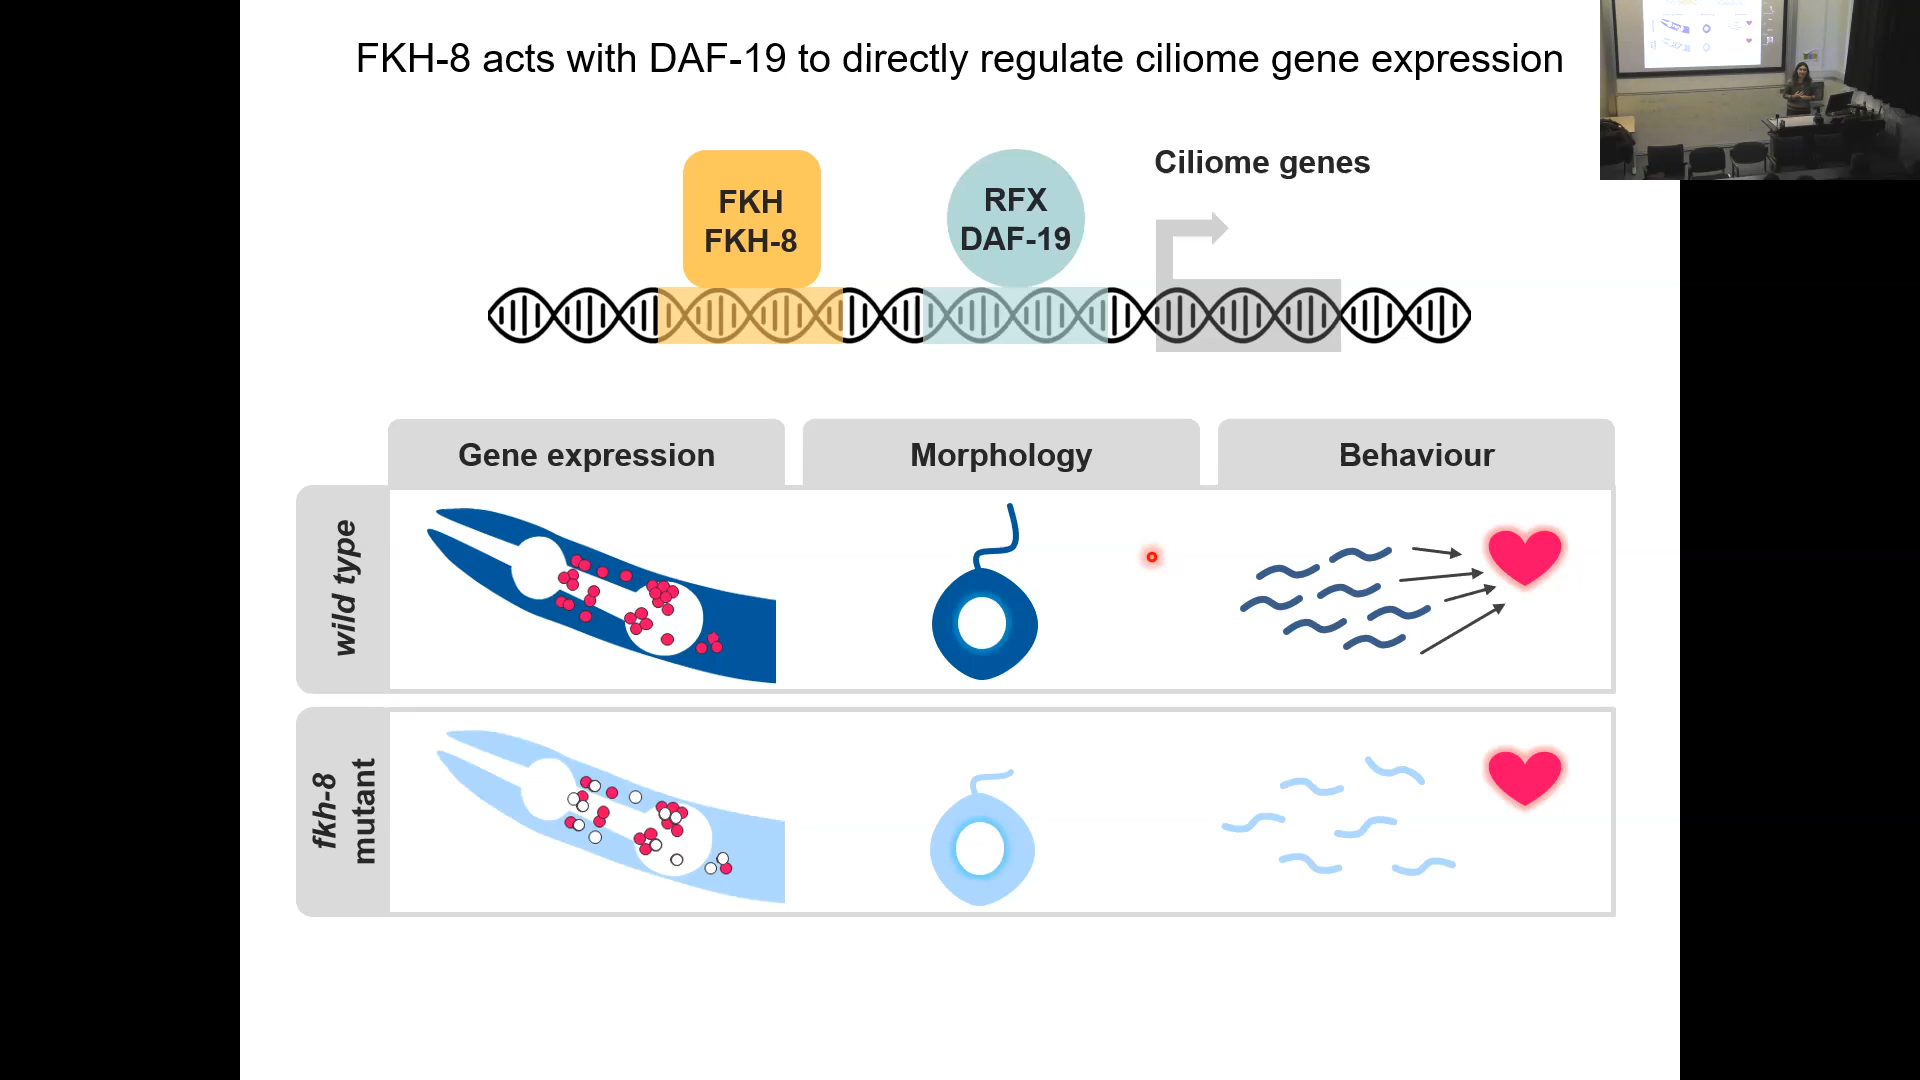 FKH-8 acts with DAF-19 to directly regulate ciliome gene expression
FKH
FKH-8
RFX
DAF-19
Ciliome genes
Gene expression
Morphology
Behaviour
wild type
fkh-8
mutant